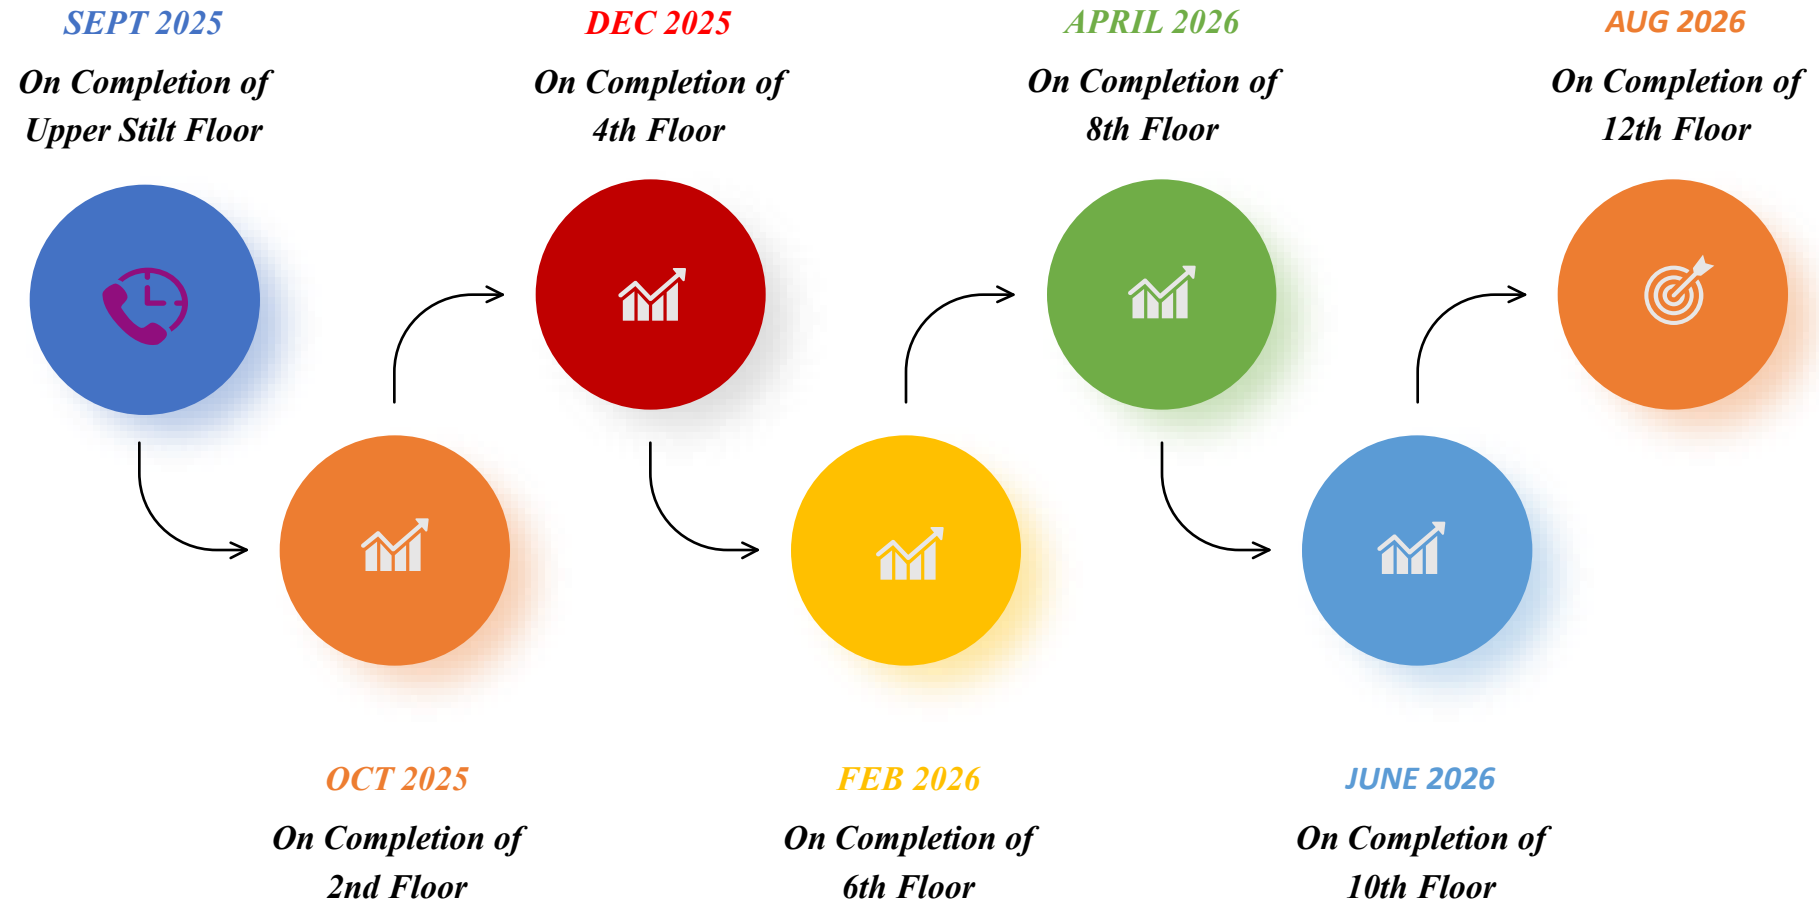 SEPT 2025
On Completion of
Upper Stilt Floor
OCT 2025
On Completion of
2nd Floor
DEC 2025
On Completion of
4th Floor
FEB 2026
On Completion of
6th Floor
APRIL 2026
On Completion of
8th Floor
JUNE 2026
On Completion of
10th Floor
AUG 2026
On Completion of
12th Floor